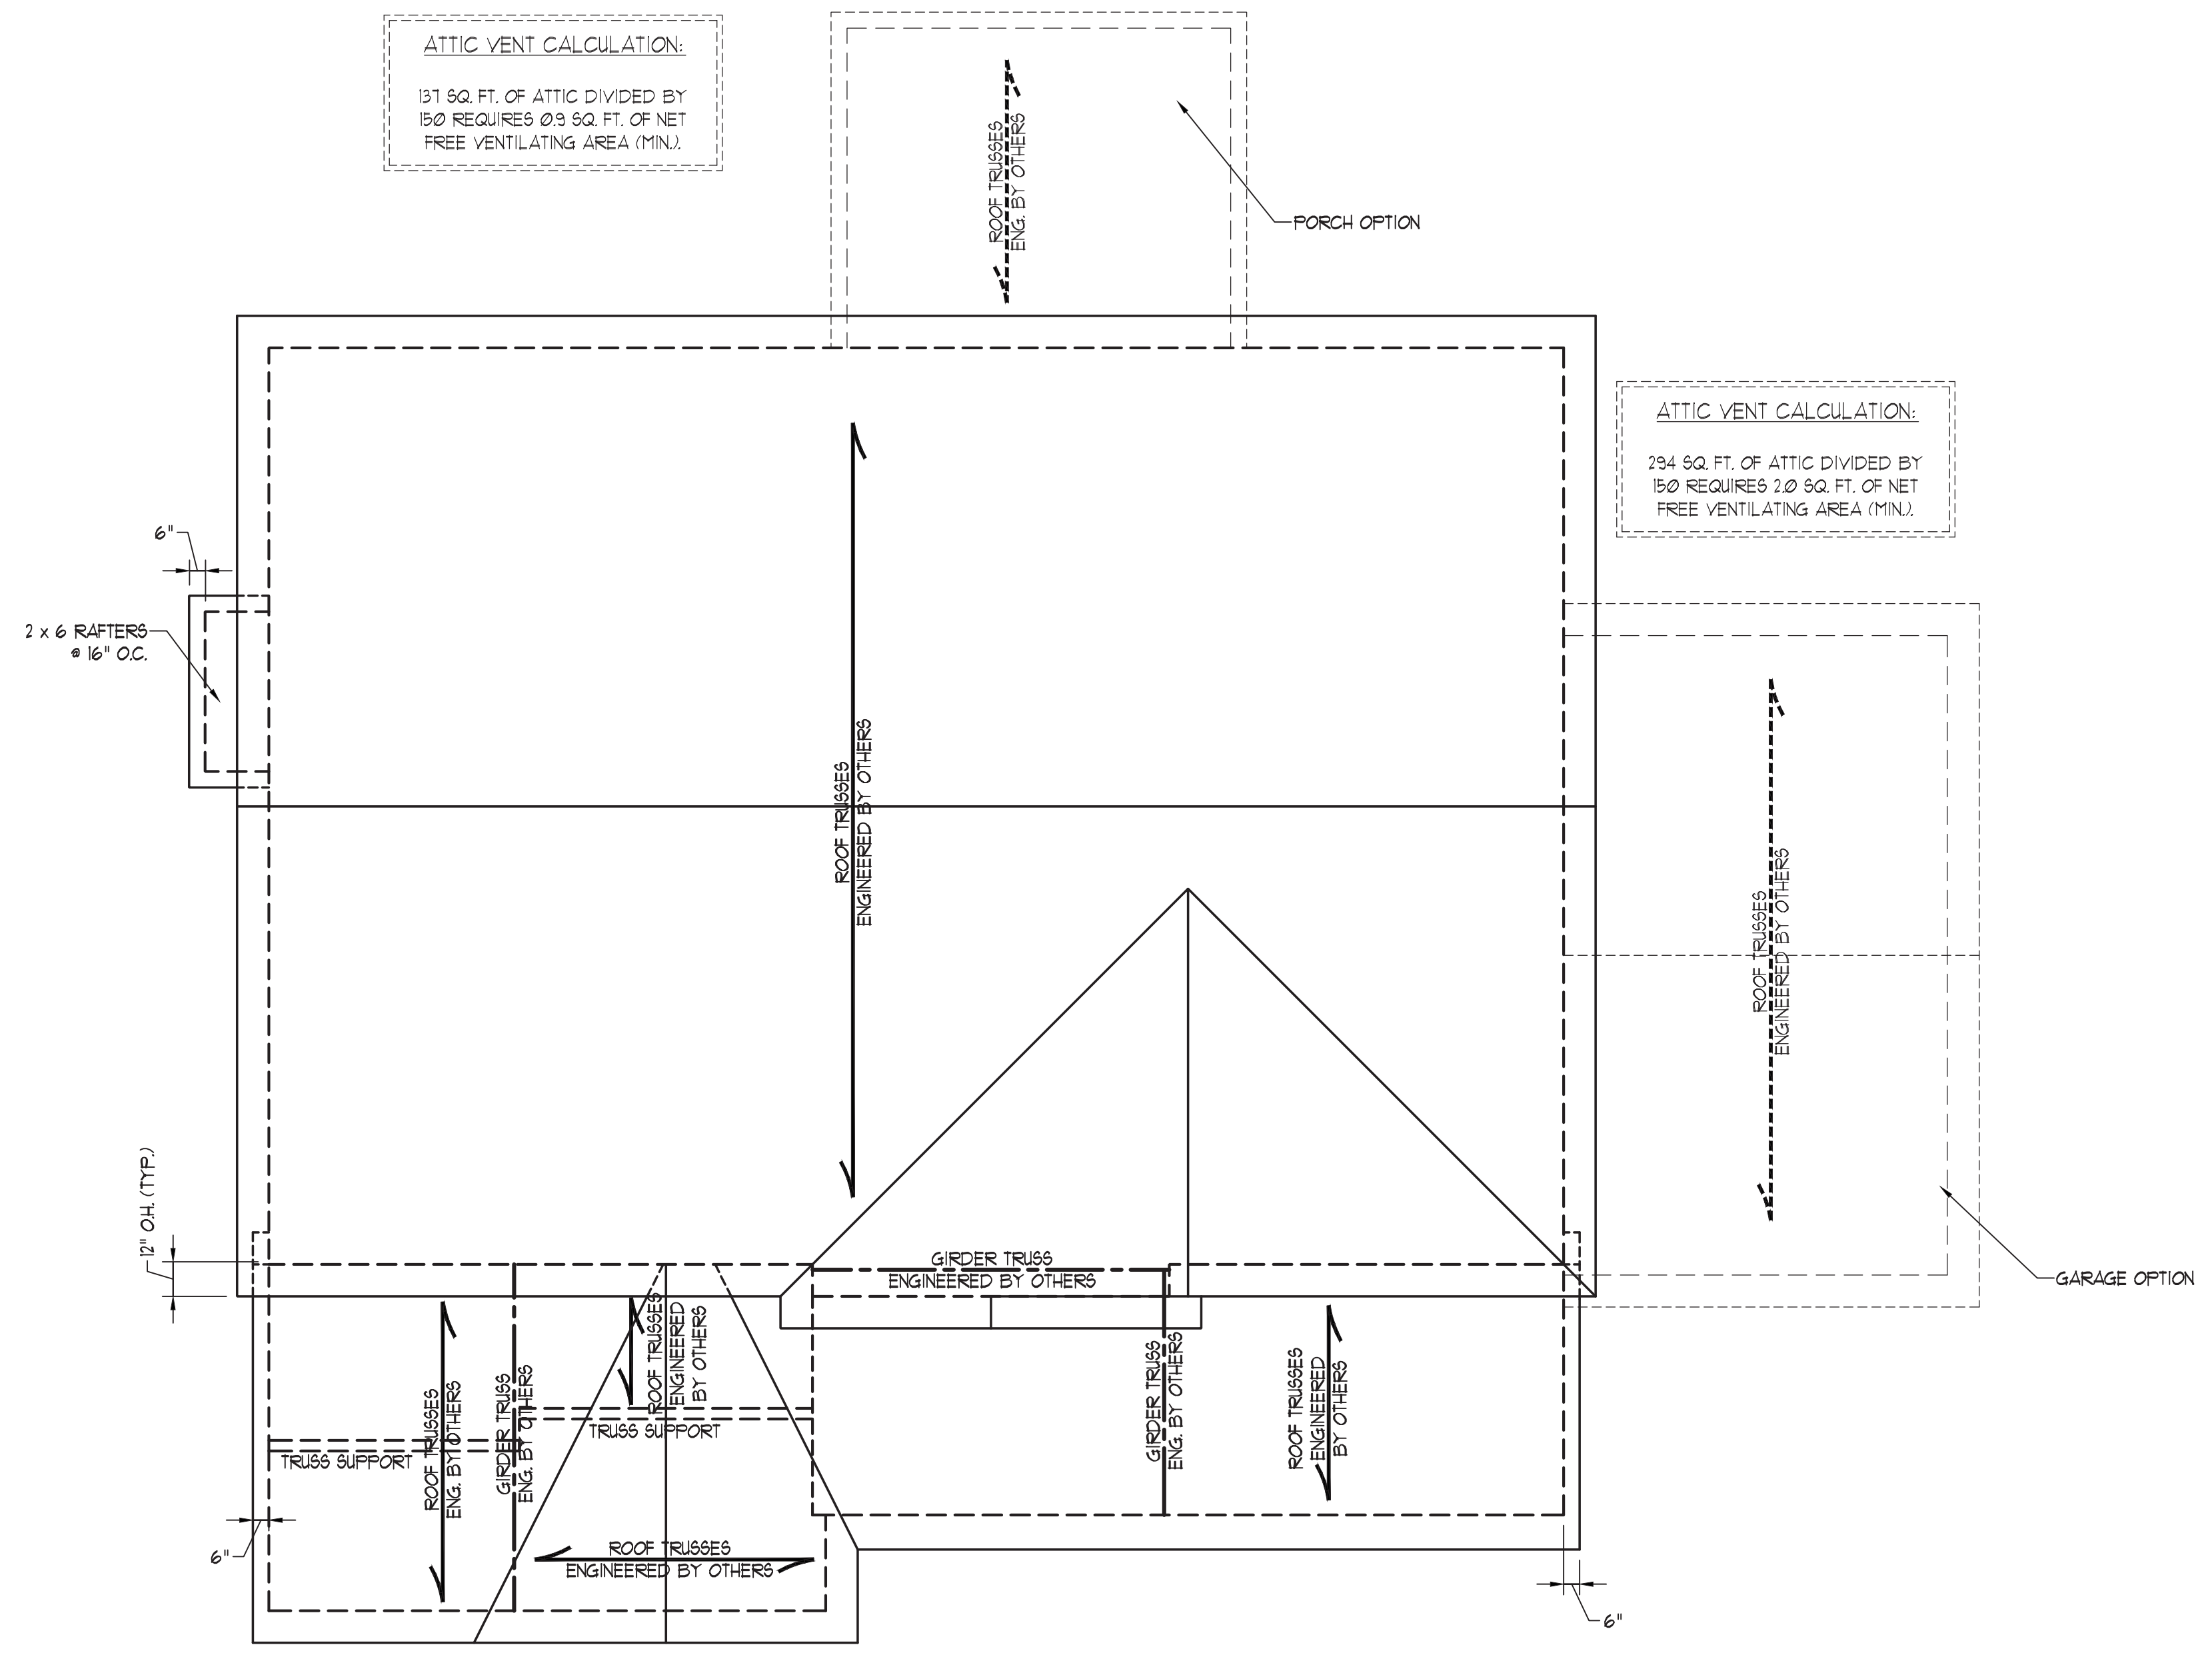 ATTIC VENT CALCULATION:
137 SQ. FT. OF ATTIC DIVIDED BY
150 REQUIRES 0.9 SQ. FT. OF NET
FREE VENTILATING AREA (MIN.).
ROOF TRUSSES
ENG. BY OTHERS
PORCH OPTION
ATTIC VENT CALCULATION:
294 SQ. FT. OF ATTIC DIVIDED BY
150 REQUIRES 2.0 SQ. FT. OF NET
FREE VENTILATING AREA (MIN.).
6"
2 x 6 RAFTERS
@ 16" O.C.
ROOF TRUSSES
ENGINEERED BY OTHERS
ROOF TRUSSES
ENGINEERED BY OTHERS
12" O.H. (TYP.)
GIRDER TRUSS
ENGINEERED BY OTHERS
GARAGE OPTION
ROOF TRUSSES
ENG. BY OTHERS
GIRDER TRUSS
ENG. BY OTHERS
ROOF TRUSSES
ENGINEERED
BY OTHERS
TRUSS SUPPORT
TRUSS SUPPORT
GIRDER TRUSS
ENG. BY OTHERS
ROOF TRUSSES
ENGINEERED
BY OTHERS
6"
ROOF TRUSSES
ENGINEERED BY OTHERS
6"